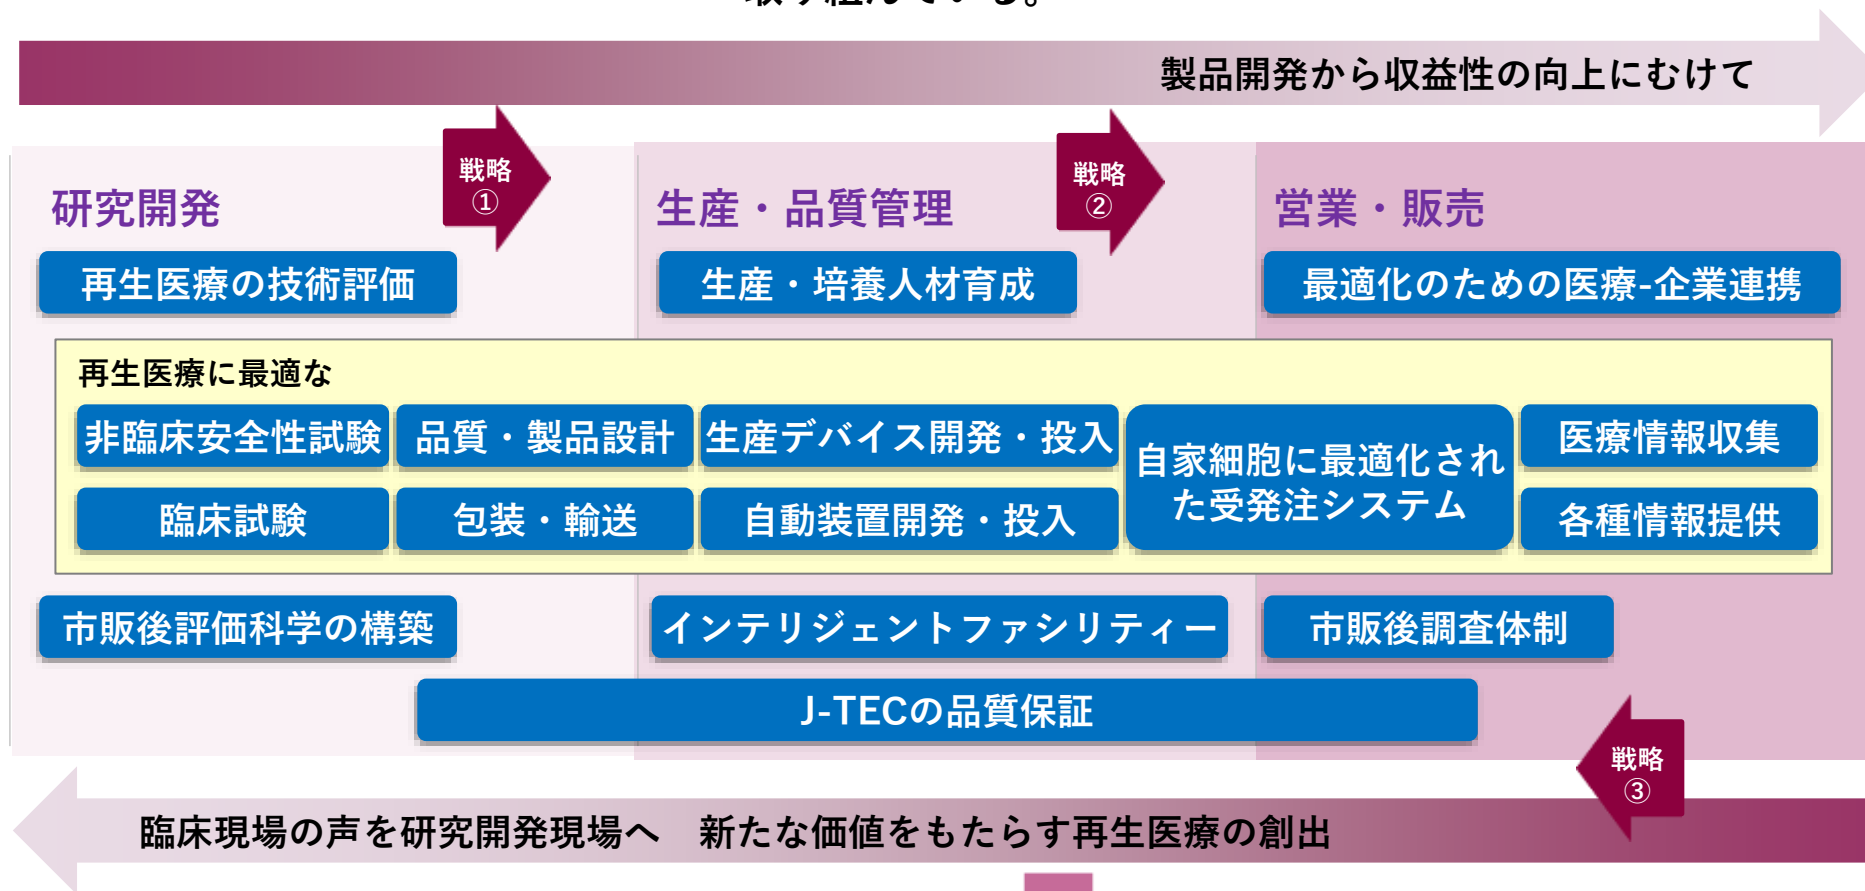 取り組んでいる。
製品開発から収益性の向上にむけて
戦略
①
戦略
②
研究開発
生産・品質管理
営業・販売
再生医療の技術評価
生産・培養人材育成
最適化のための医療-企業連携
再生医療に最適な
非臨床安全性試験
品質・製品設計
生産デバイス開発・投入
自家細胞に最適化され
た受発注システム
医療情報収集
臨床試験
包装・輸送
自動装置開発・投入
各種情報提供
市販後評価科学の構築
インテリジェントファシリティー
市販後調査体制
J-TECの品質保証
戦略
③
臨床現場の声を研究開発現場へ　新たな価値をもたらす再生医療の創出